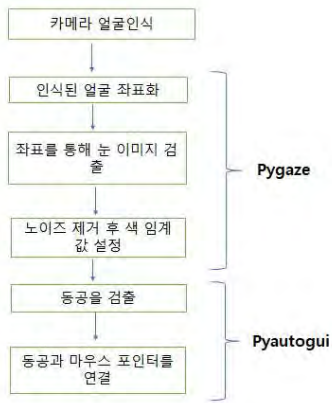 카메라 얼굴인식
인식된 얼굴 좌표화
좌표를 통해 눈 이미지 검
출
노이즈 제거 후 색 임계
값 설정
Pygaze
동공을 검출
동공과 마우스 포인터를
연결
Pyautogui